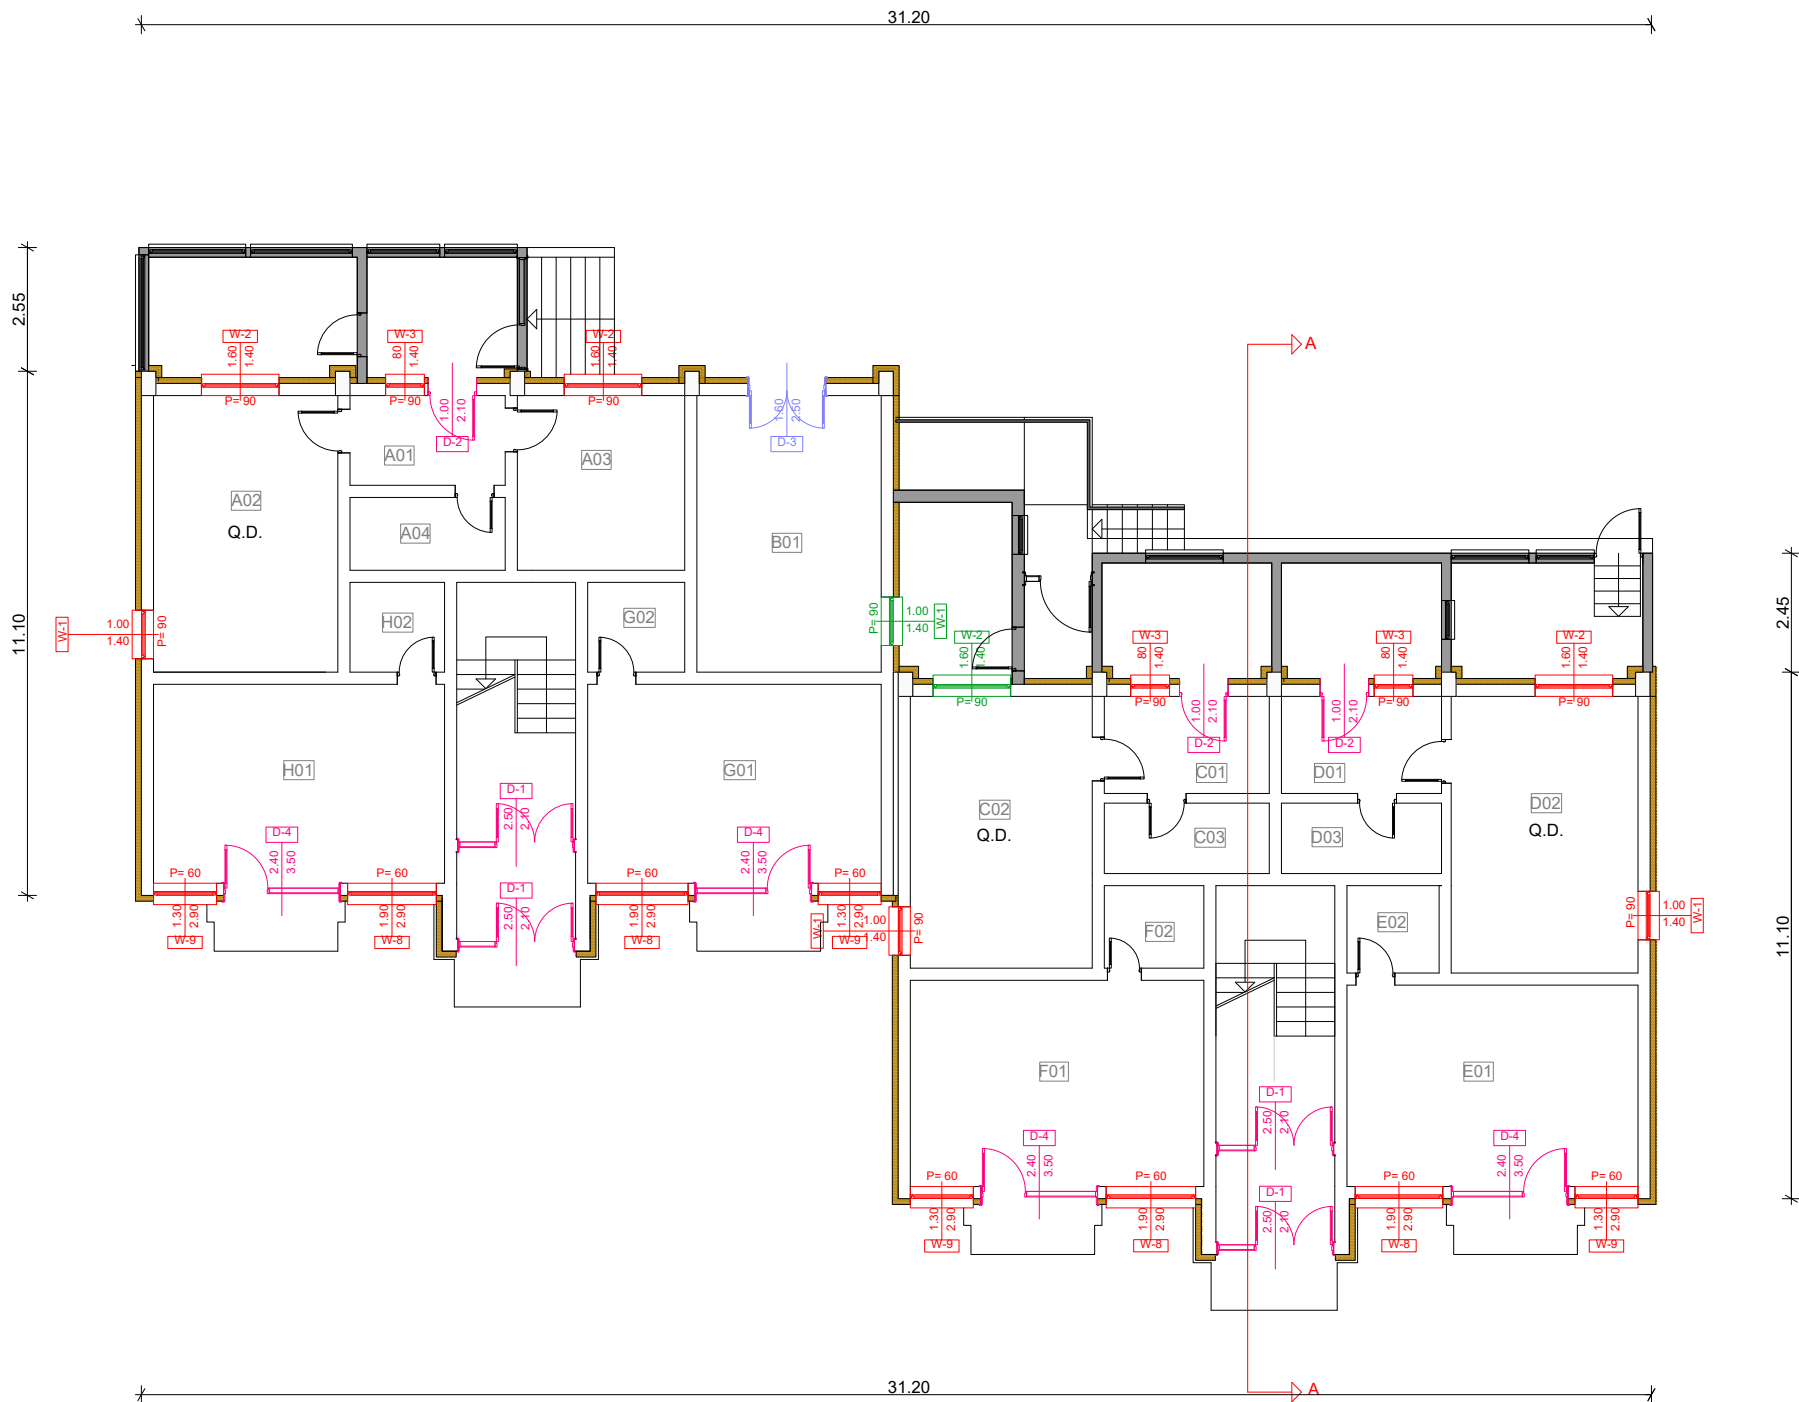 31.20
2.55
11.10
W-2
1.60
1.40
P= 90
W-3
80
1.40
P= 90
W-2
1.60
1.40
P= 90
1.00
2.10
D-2
1.60
2.50
D-3
A
A01
A03
A02
Q.D.
A04
B01
W-1
1.00
1.40
P= 90
H02
G02
P= 90
1.00
1.40
W-1
W-2
1.60
1.40
P= 90
W-3
80
1.40
P= 90
W-3
80
1.40
P= 90
W-2
1.60
1.40
P= 90
2.45
11.10
1.00
2.10
D-2
1.00
2.10
D-2
H01
G01
C01
D01
C02
Q.D.
D02
Q.D.
C03
D03
D-1
2.50
2.10
D-4
2.40
3.50
D-4
2.40
3.50
P= 60
1.30
2.90
W-9
P= 60
1.90
2.90
W-8
D-1
2.50
2.10
P= 60
1.90
2.90
W-8
P= 60
1.30
2.90
W-9
W-1
1.00
1.40
P= 90
F02
E02
P= 90
1.00
1.40
W-1
F01
E01
D-1
2.50
2.10
D-4
2.40
3.50
D-4
2.40
3.50
P= 60
1.30
2.90
W-9
P= 60
1.90
2.90
W-8
D-1
2.50
2.10
P= 60
1.90
2.90
W-8
P= 60
1.30
2.90
W-9
31.20
A